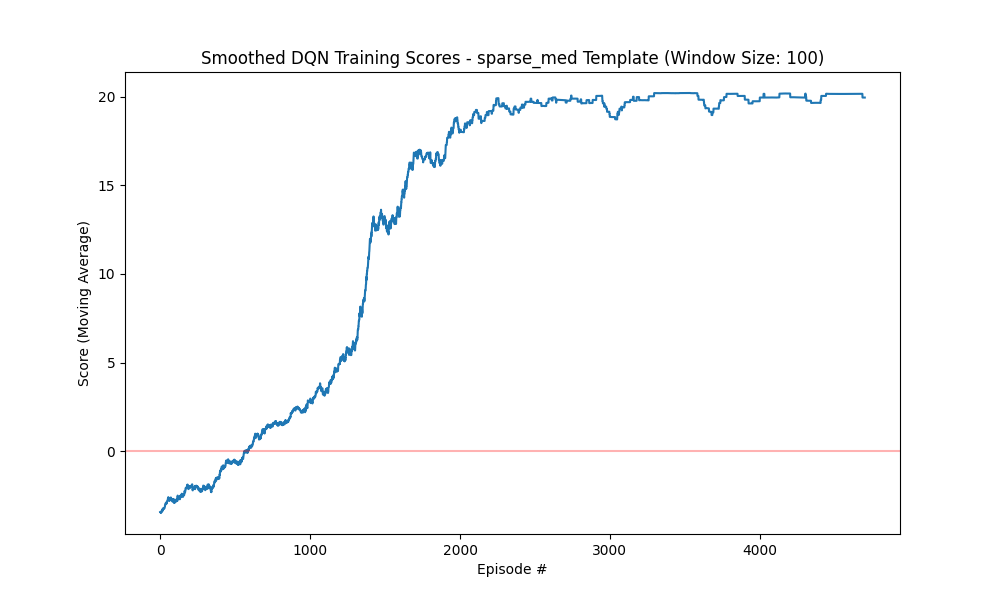 Smoothed DQN Training Scores - sparse_med Template (Window Size: 100)
Score (Moving Average)
20
15
10
5
0
0 1000 2000 3000 4000
Episode #